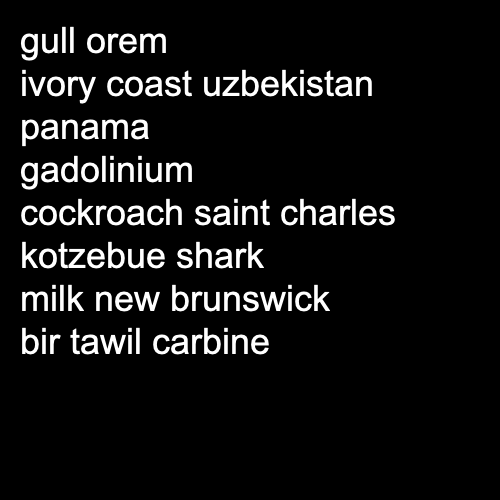 gull orem
ivory coast uzbekistan
panama
gadolinium
cockroach saint charles
kotzebue shark
milk new brunswick
bir tawil carbine